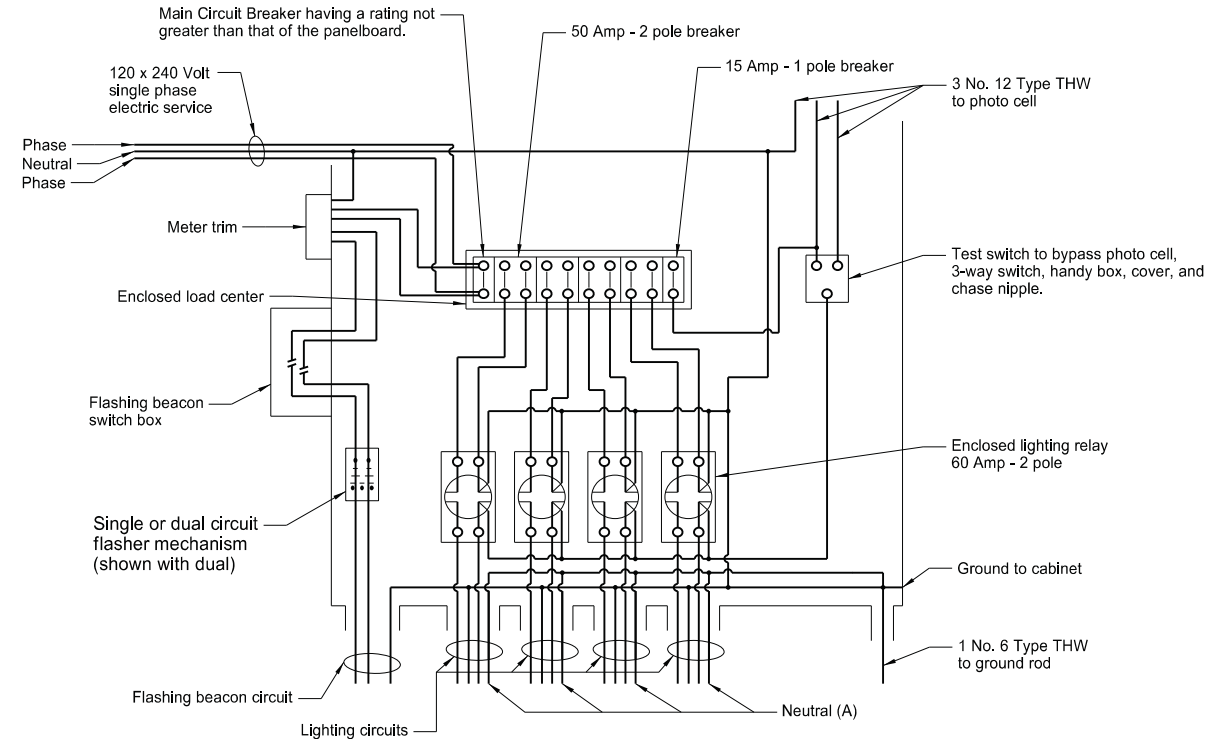 Main Circuit Breaker having a rating not
greater than that of the panelboard.
50 Amp - 2 pole breaker
15 Amp - 1 pole breaker
120 x 240 Volt
single phase
electric service
3 No. 12 Type THW
to photo cell
Phase
Neutral
Phase
Meter trim
Test switch to bypass photo cell,
3-way switch, handy box, cover, and
chase nipple.
Enclosed load center
Flashing beacon
switch box
Enclosed lighting relay
60 Amp - 2 pole
Single or dual circuit
flasher mechanism
(shown with dual)
Ground to cabinet
1 No. 6 Type THW
to ground rod
Flashing beacon circuit
Neutral (A)
Lighting circuits